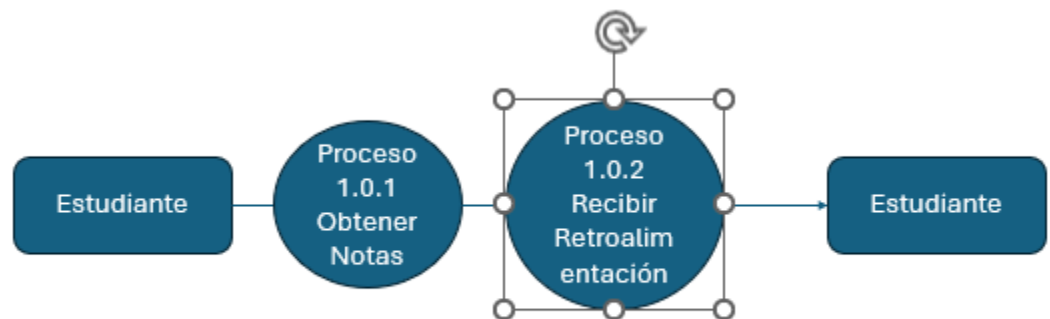 Estudiante
Proceso
1.0.1
Obtener
Notas
Proceso
1.0.2
Recibir
Retroalim
entación
Estudiante